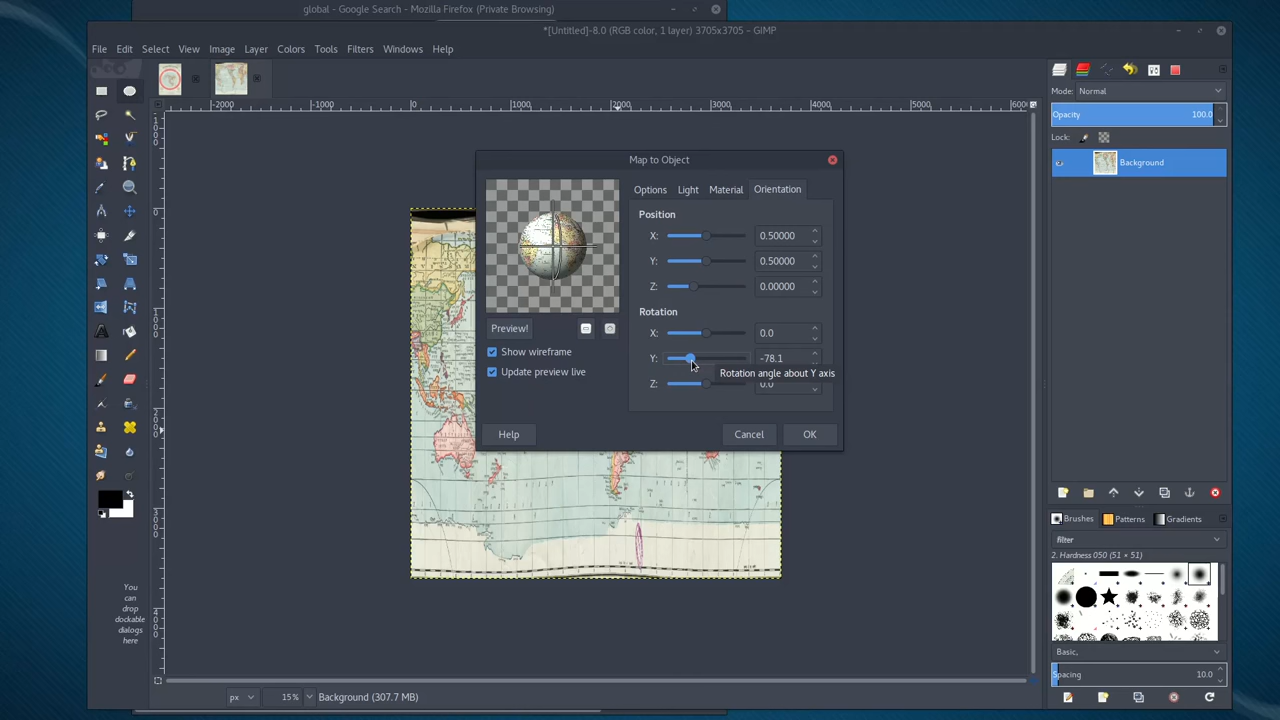 global - Google Search - Mozilla Firefox (Private Browsing)
*[Untitled]-8.0 (RGB color, 1 layer) 3705x3705 – GIMP
File Edit Select View Image Layer Colors Tools Filters Windows Help
Mode: Normal
Opacity 100.0
Lock:
Background
-2000 -1000 0 1000 2000 3000 4000 5000 6000
Map to Object
Options Light Material Orientation
Position
X: 0.50000
Y: 0.50000
Z: 0.00000
Rotation
X: 0.0
Y: -78.1
Rotation angle about Y axis
Z: 0.0
Preview!
Show wireframe
Update preview live
Help Cancel OK
Brushes Patterns Gradients
filter
2. Hardness 050 (51 × 51)
Basic,
Spacing 10.0
You
can
drop
dockable
dialogs
here
px 15% Background (307.7 MB)